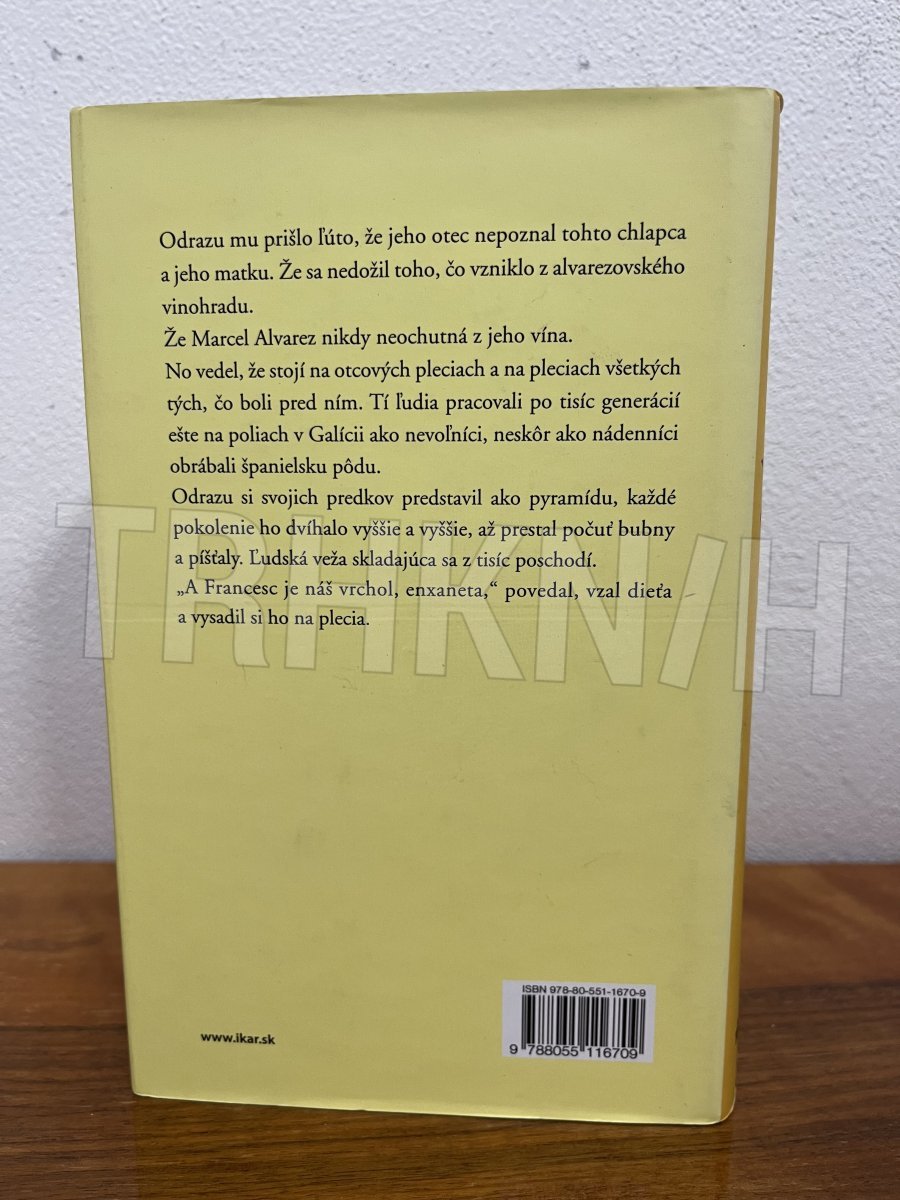 Odrazu mu prišlo ľúto, že jeho otec nepoznal tohto chlapca
a jeho matku. Že sa nedožil toho, čo vzniklo z alvarezovského
vinohradu.
Že Marcel Alvarez nikdy neochutná z jeho vína.
No vedel, že stojí na otcových pleciach a na pleciach všetkých
tých, čo boli pred ním. Tí ľudia pracovali po tisíc generácií
ešte na poliach v Galícii ako nevoľníci, neskôr ako nádenníci
obrábali španielsku pôdu.
Odrazu si svojich predkov predstavil ako pyramídu, každé
pokolenie ho dvíhalo vyššie a vyššie, až prestal počuť bubny
a píšťaly. Ľudská veža skladajúca sa z tisíc poschodí.
„A Francesc je náš vrchol, enxaneta,“ povedal, vzal dieťa
a vysadil si ho na plecia.
TRHKNI/H
www.ikar.sk
ISBN 978-80-551-1670-9
9 788055 116709